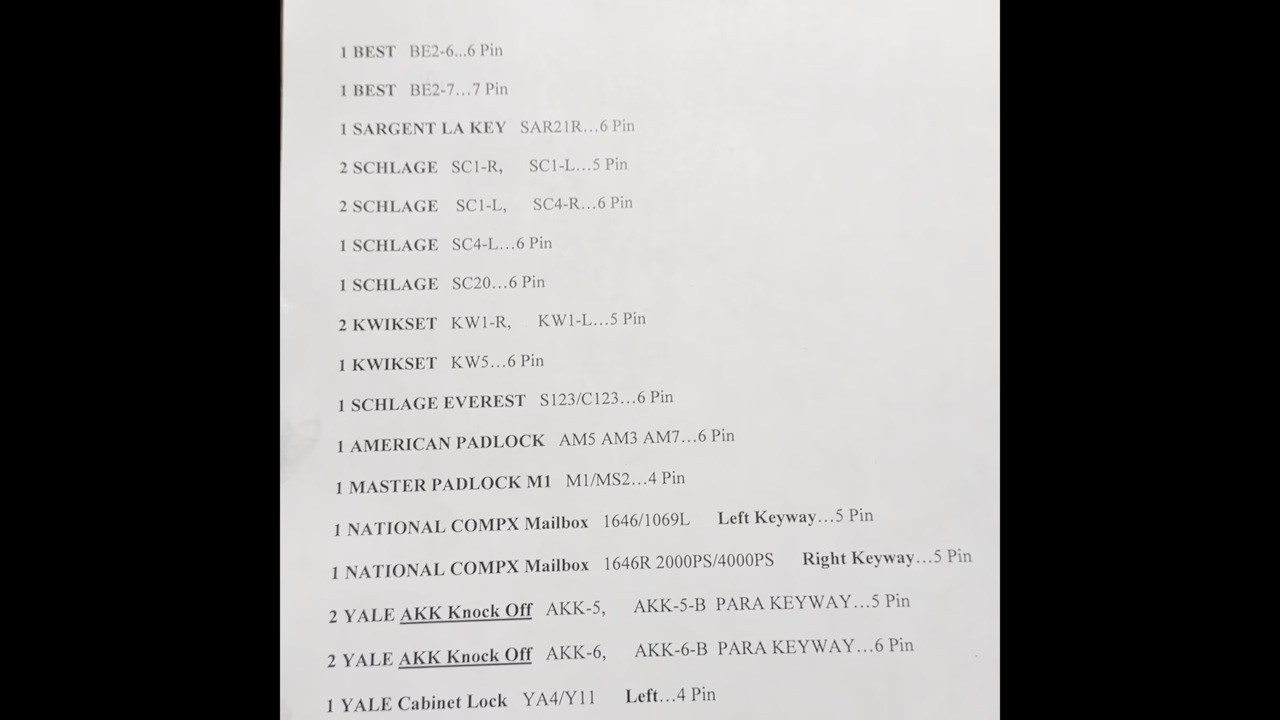 1 BEST BE2-6...6 Pin
1 BEST BE2-7...7 Pin
1 SARGENT LA KEY SAR21R...6 Pin
2 SCHLAGE SC1-R, SC1-L...5 Pin
2 SCHLAGE SC1-L, SC4-R...6 Pin
1 SCHLAGE SC4-L...6 Pin
1 SCHLAGE SC20...6 Pin
2 KWIKSET KW1-R, KW1-L...5 Pin
1 KWIKSET KW5...6 Pin
1 SCHLAGE EVEREST S123/C123...6 Pin
1 AMERICAN PADLOCK AM5 AM3 AM7...6 Pin
1 MASTER PADLOCK M1 M1/MS2...4 Pin
1 NATIONAL COMPX Mailbox 1646/1069L Left Keyway...5 Pin
1 NATIONAL COMPX Mailbox 1646R 2000PS/4000PS Right Keyway...5 Pin
2 YALE AKK Knock Off AKK-5, AKK-5-B PARA KEYWAY...5 Pin
2 YALE AKK Knock Off AKK-6, AKK-6-B PARA KEYWAY...6 Pin
1 YALE Cabinet Lock YA4/Y11 Left...4 Pin